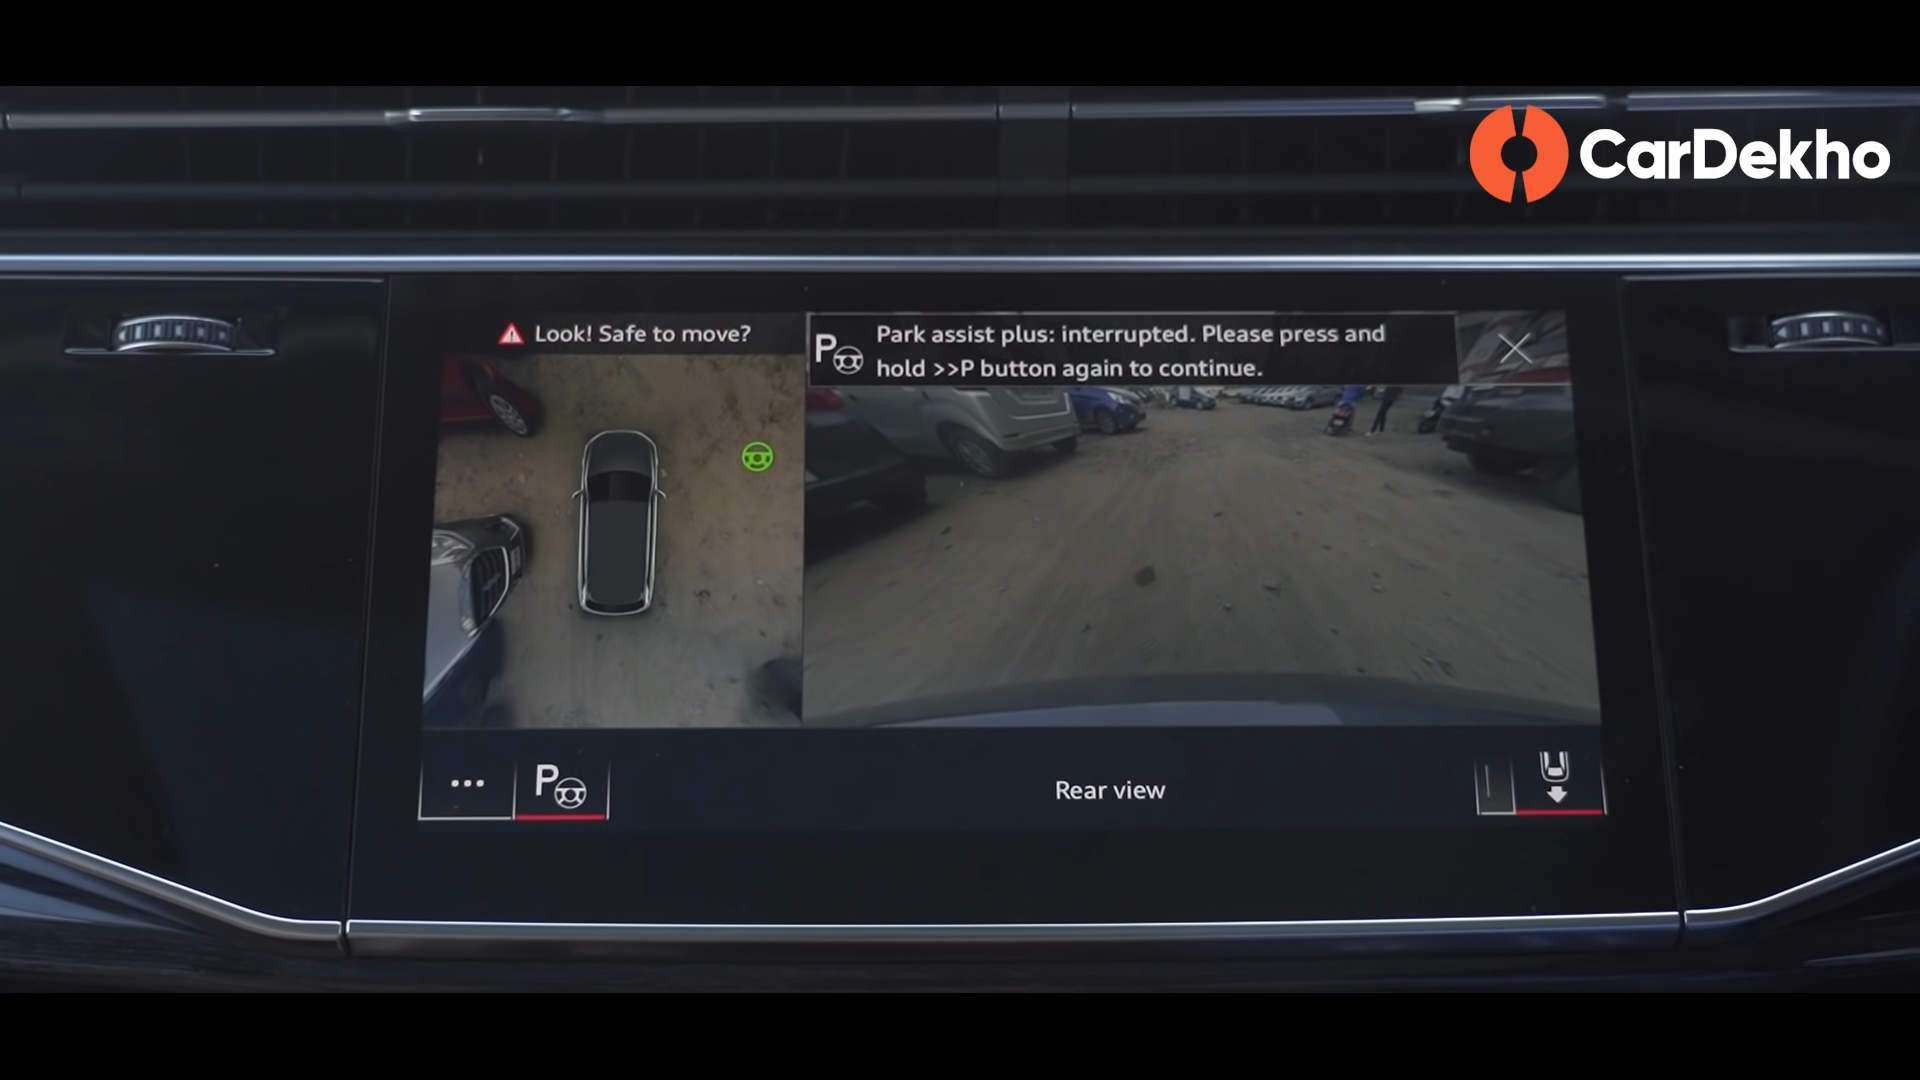 CarDekho
Look! Safe to move?
Park assist plus: interrupted. Please press and
hold >>P button again to continue.
P
P
Rear view